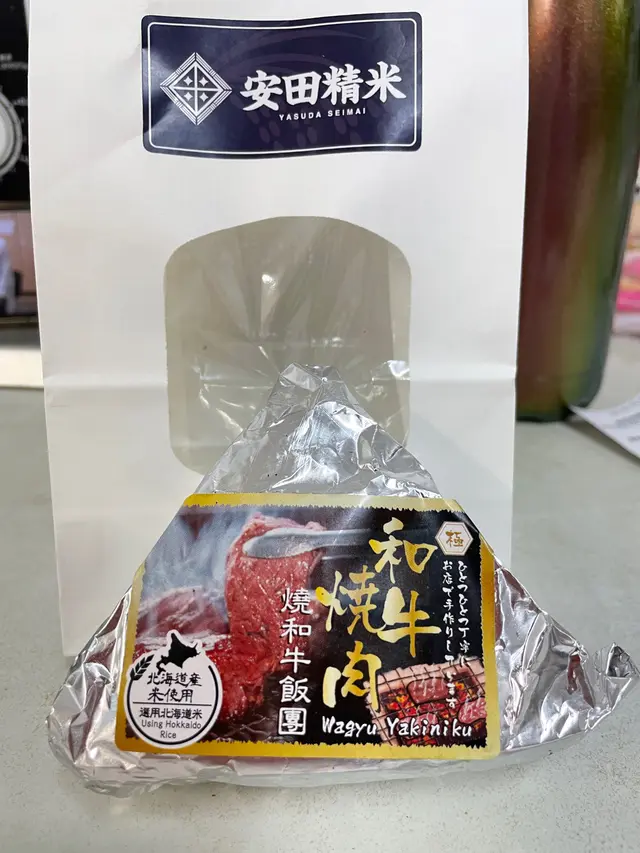 安田精米
YASUDA SEIMAI
極
和牛
焼肉
ひとつひとつ丁寧に
お店で手作りしてます
燒和牛飯團
Wagyu Yakiniku
北海道産
米使用
選用北海道米
Using Hokkaido
Rice